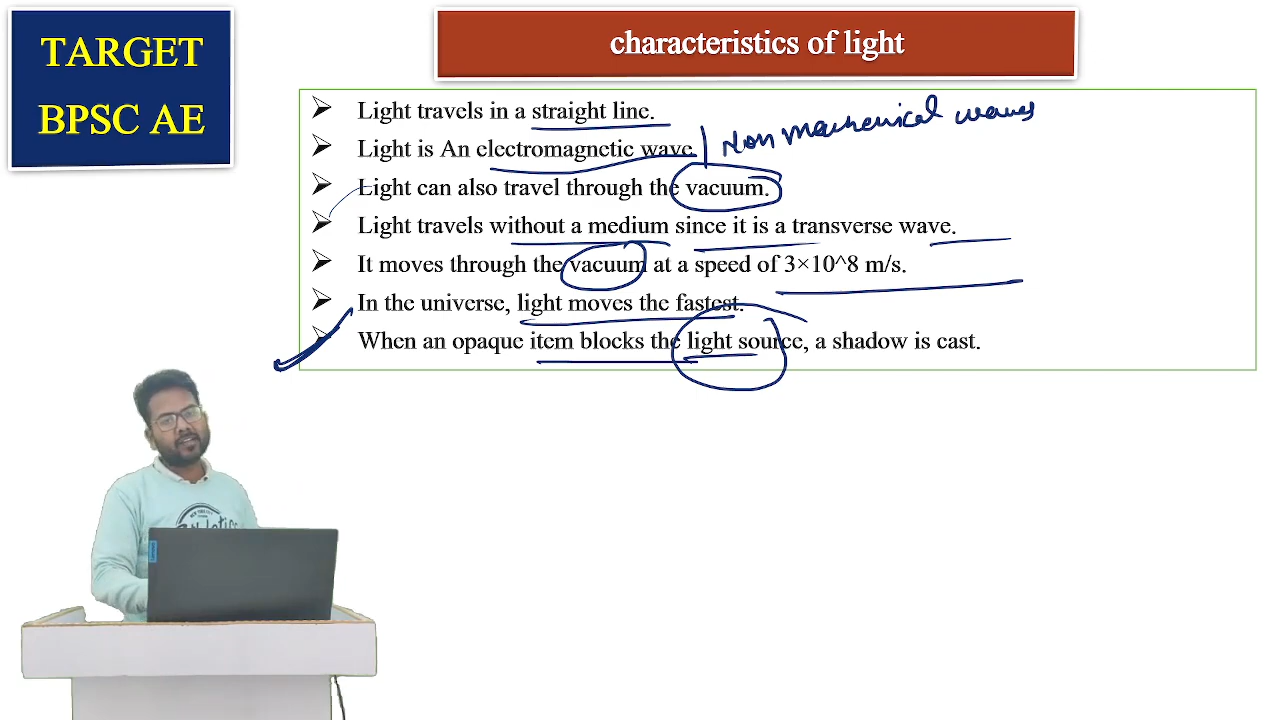 TARGET
BPSC AE
characteristics of light
Light travels in a straight line.
Light is An electromagnetic wave. | Non mechenical waves
Light can also travel through the vacuum.
Light travels without a medium since it is a transverse wave.
It moves through the vacuum at a speed of 3×10^8 m/s.
In the universe, light moves the fastest.
When an opaque item blocks the light source, a shadow is cast.